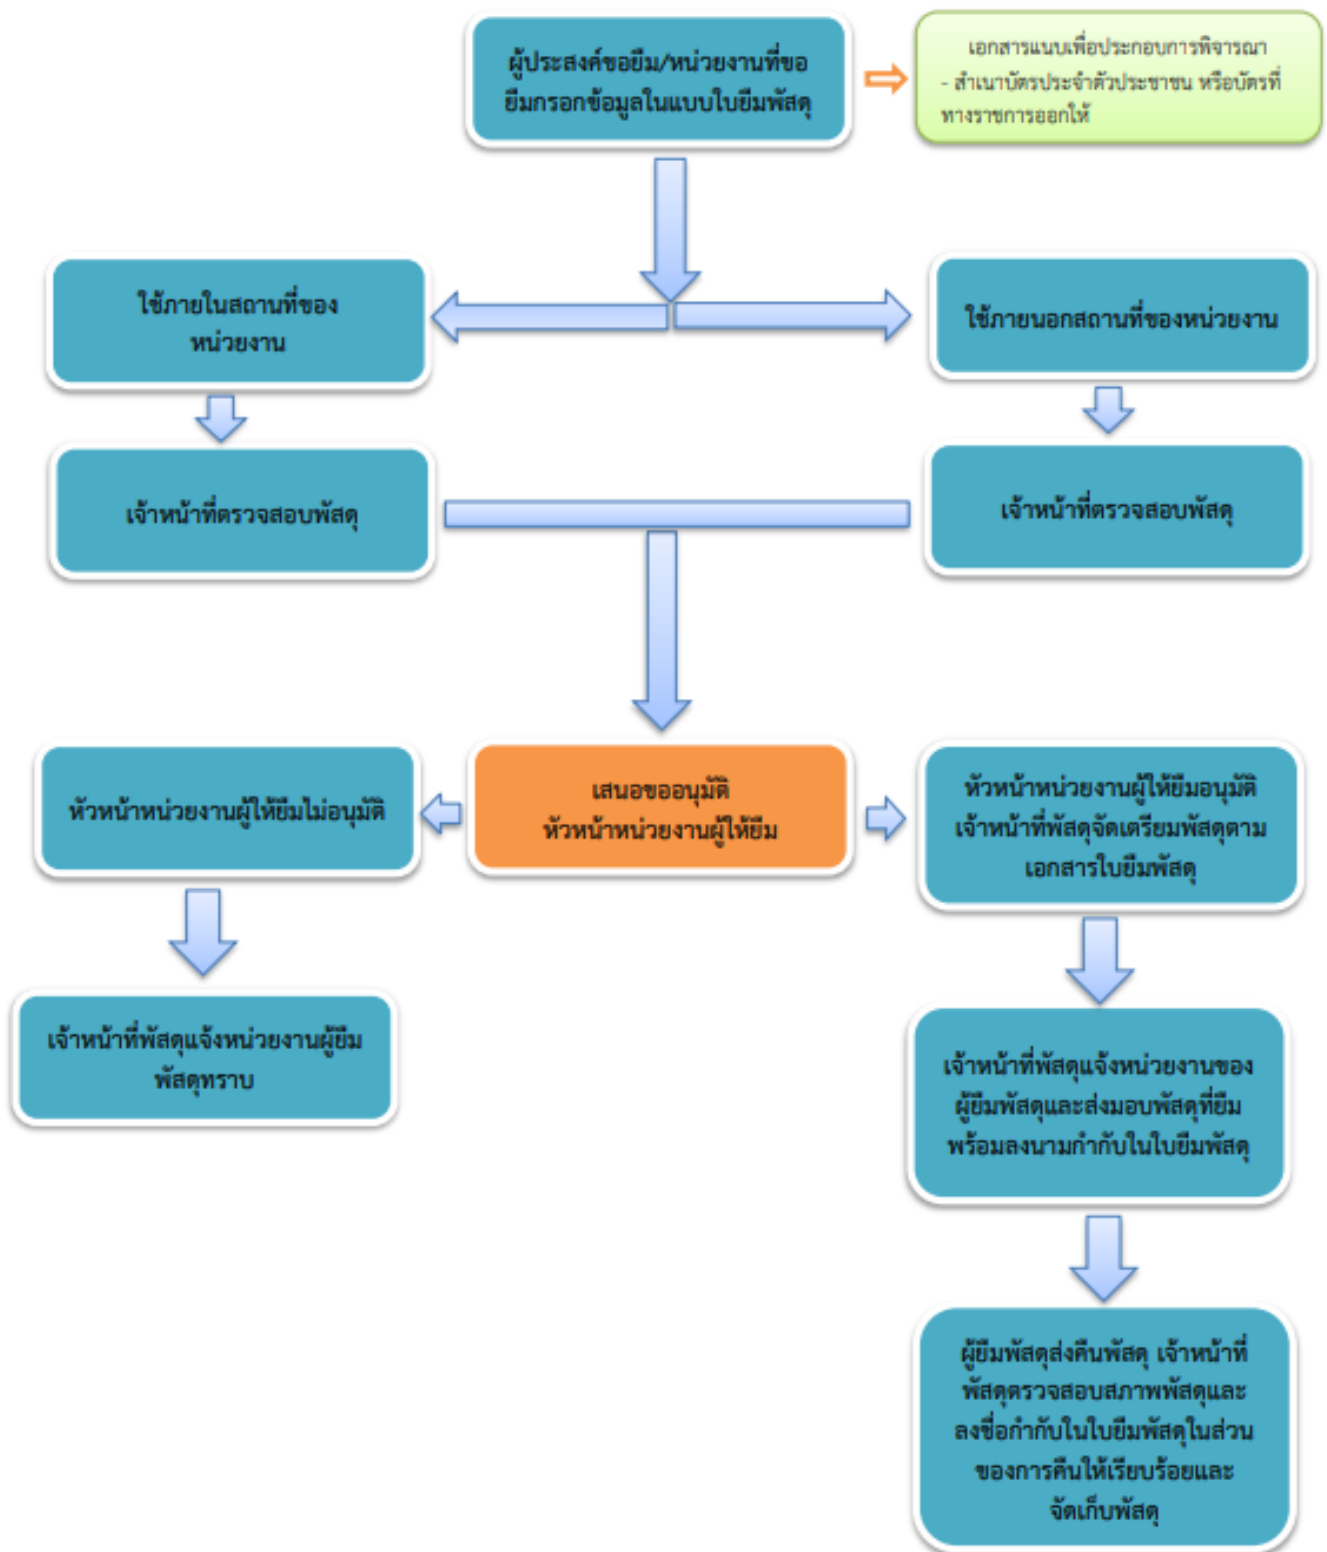 ผู้ประสงค์ขอยืม/หน่วยงานที่ขอ
ยืมกรอกข้อมูลในแบบใบยืมพัสดุ
เอกสารแนบเพื่อประกอบการพิจารณา
- สำเนาบัตรประจำตัวประชาชน หรือบัตรที่
ทางราชการออกให้
ใช้ภายในสถานที่ของ
หน่วยงาน
ใช้ภายนอกสถานที่ของหน่วยงาน
เจ้าหน้าที่ตรวจสอบพัสดุ
เจ้าหน้าที่ตรวจสอบพัสดุ
หัวหน้าหน่วยงานผู้ให้ยืมไม่อนุมัติ
เสนอขออนุมัติ
หัวหน้าหน่วยงานผู้ให้ยืม
หัวหน้าหน่วยงานผู้ให้ยืมอนุมัติ
เจ้าหน้าที่พัสดุจัดเตรียมพัสดุตาม
เอกสารใบยืมพัสดุ
เจ้าหน้าที่พัสดุแจ้งหน่วยงานผู้ยืม
พัสดุทราบ
เจ้าหน้าที่พัสดุแจ้งหน่วยงานของ
ผู้ยืมพัสดุและส่งมอบพัสดุที่ยืม
พร้อมลงนามกำกับในใบยืมพัสดุ
ผู้ยืมพัสดุส่งคืนพัสดุ เจ้าหน้าที่
พัสดุตรวจสอบสภาพพัสดุและ
ลงชื่อกำกับในใบยืมพัสดุในส่วน
ของการคืนให้เรียบร้อยและ
จัดเก็บพัสดุ